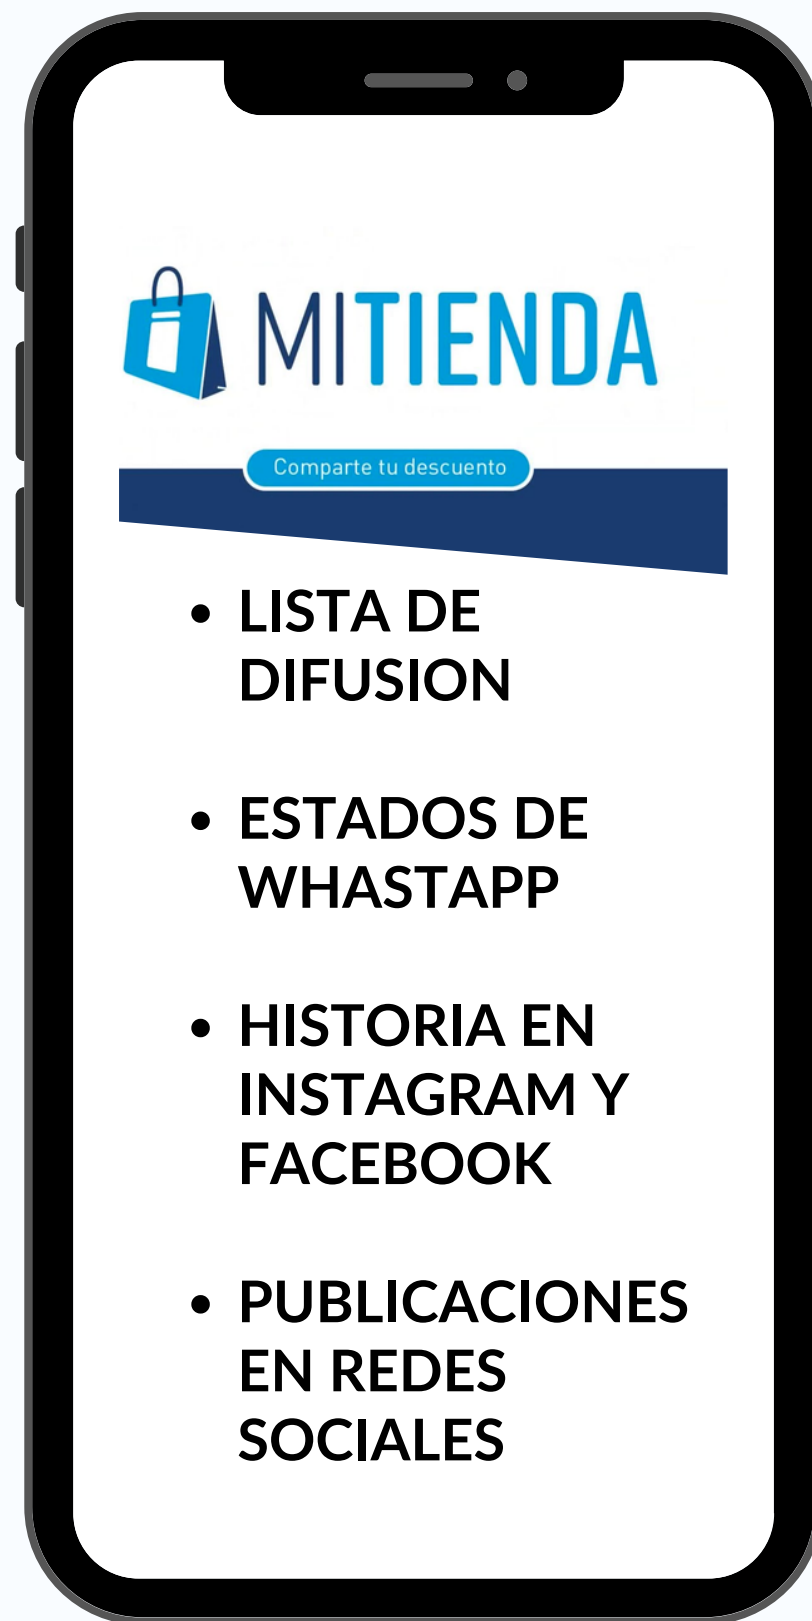 MITIENDA
Comparte tu descuento
• LISTA DE
DIFUSION
• ESTADOS DE
WHASTAPP
• HISTORIA EN
INSTAGRAM Y
FACEBOOK
• PUBLICACIONES
EN REDES
SOCIALES